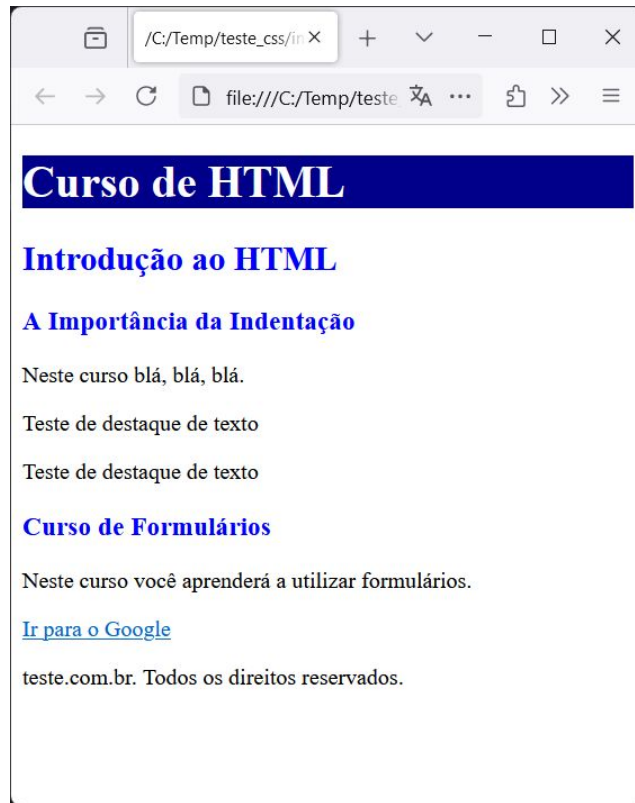 /C:/Temp/teste_css/in
file:///C:/Temp/teste
Curso de HTML
Introdução ao HTML
A Importância da Indentação
Neste curso blá, blá, blá.
Teste de destaque de texto
Teste de destaque de texto
Curso de Formulários
Neste curso você aprenderá a utilizar formulários.
Ir para o Google
teste.com.br. Todos os direitos reservados.